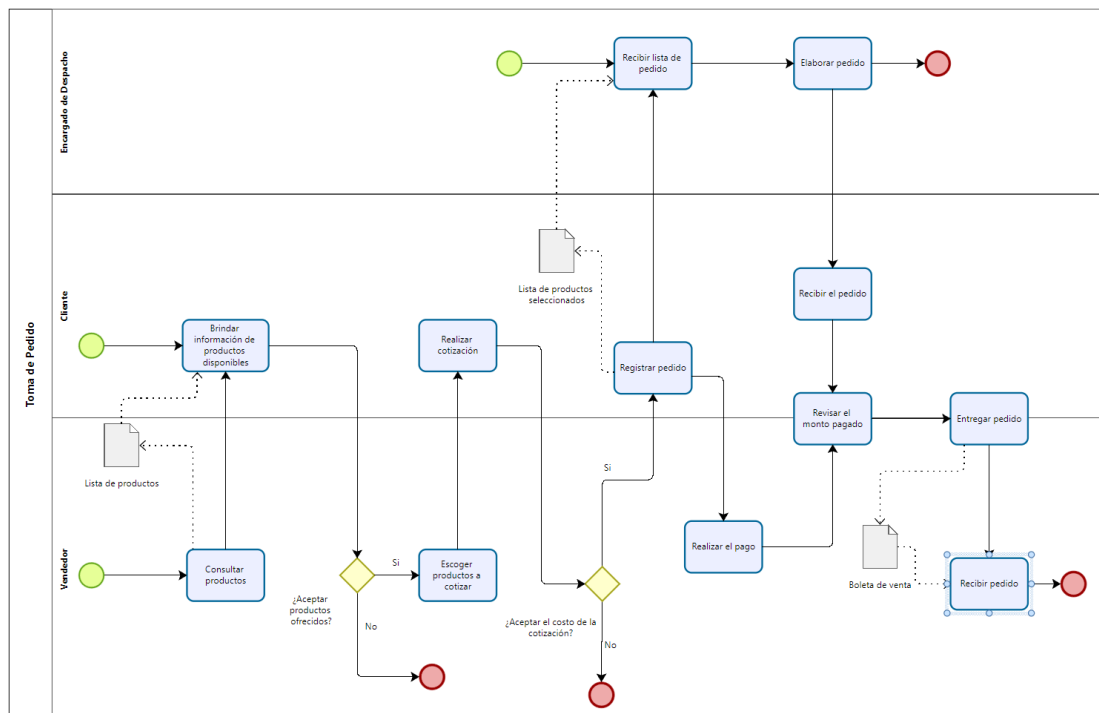 Toma de Pedido
Encargado de Despacho
Recibir lista de
pedido
Elaborar pedido
Cliente
Lista de productos
seleccionados
Recibir el pedido
Brindar
información de
productos
disponibles
Realizar
cotización
Registrar pedido
Revisar el
monto pagado
Entregar pedido
Vendedor
Lista de productos
Si
Realizar el pago
Consultar
productos
Si
Escoger
productos a
cotizar
Boleta de venta
Recibir pedido
¿Aceptar
productos
ofrecidos?
No
¿Aceptar el costo de la
cotización?
No